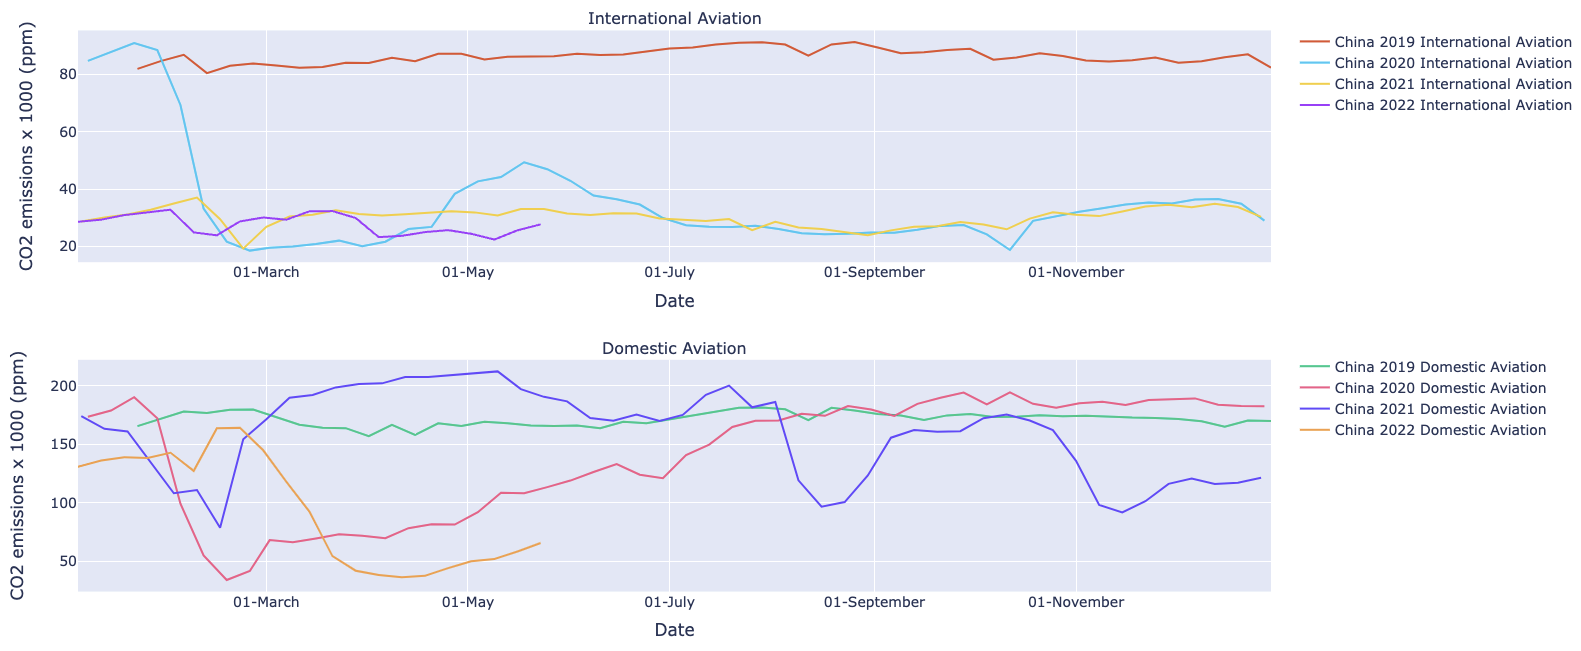 International Aviation
CO2 emissions x 1000 (ppm)
80
60
40
20
01-March
01-May
01-July
01-September
01-November
Date
China 2019 International Aviation
China 2020 International Aviation
China 2021 International Aviation
China 2022 International Aviation
Domestic Aviation
CO2 emissions x 1000 (ppm)
200
150
100
50
01-March
01-May
01-July
01-September
01-November
Date
China 2019 Domestic Aviation
China 2020 Domestic Aviation
China 2021 Domestic Aviation
China 2022 Domestic Aviation